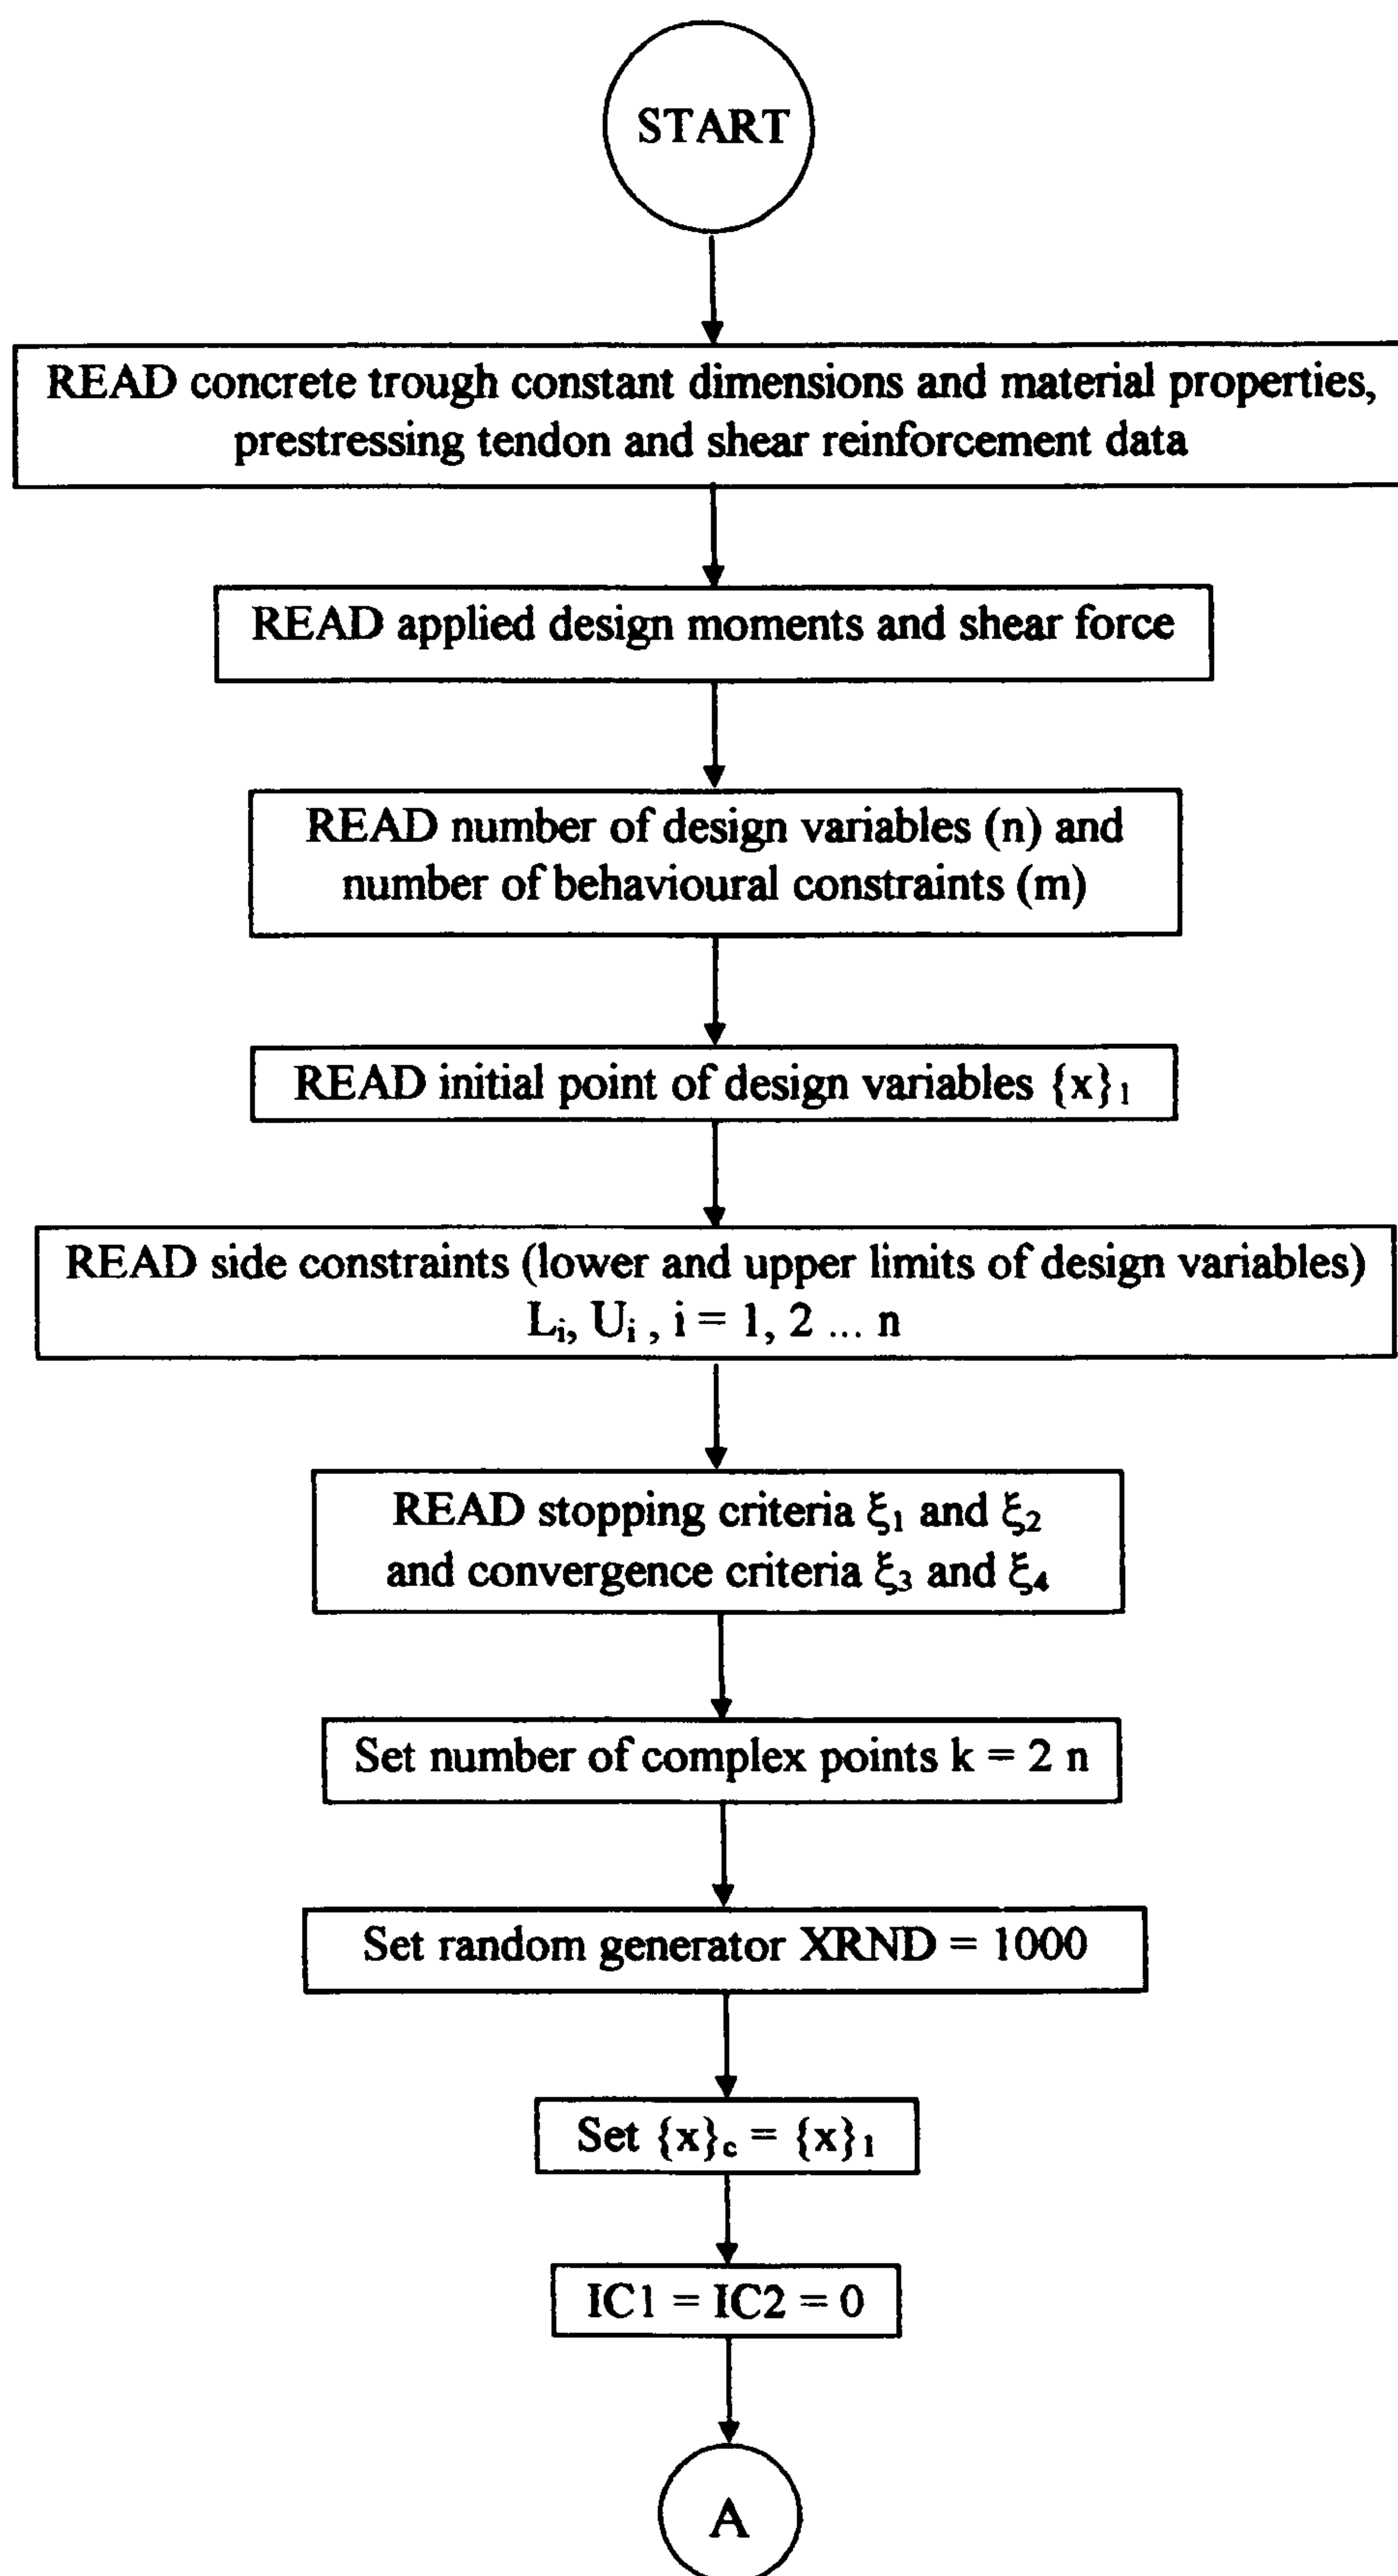 START
READ concrete trough constant dimensions and material properties,
prestressing tendon and shear reinforcement data
READ applied design moments and shear force
READ number of design variables (n) and
number of behavioural constraints (m)
READ initial point of design variables {x}₁
READ side constraints (lower and upper limits of design variables)
Lᵢ, Uᵢ , i = 1, 2 ... n
READ stopping criteria ξ₁ and ξ₂
and convergence criteria ξ₃ and ξ₄
Set number of complex points k = 2 n
Set random generator XRND = 1000
Set {x}c = {x}₁
IC1 = IC2 = 0
A